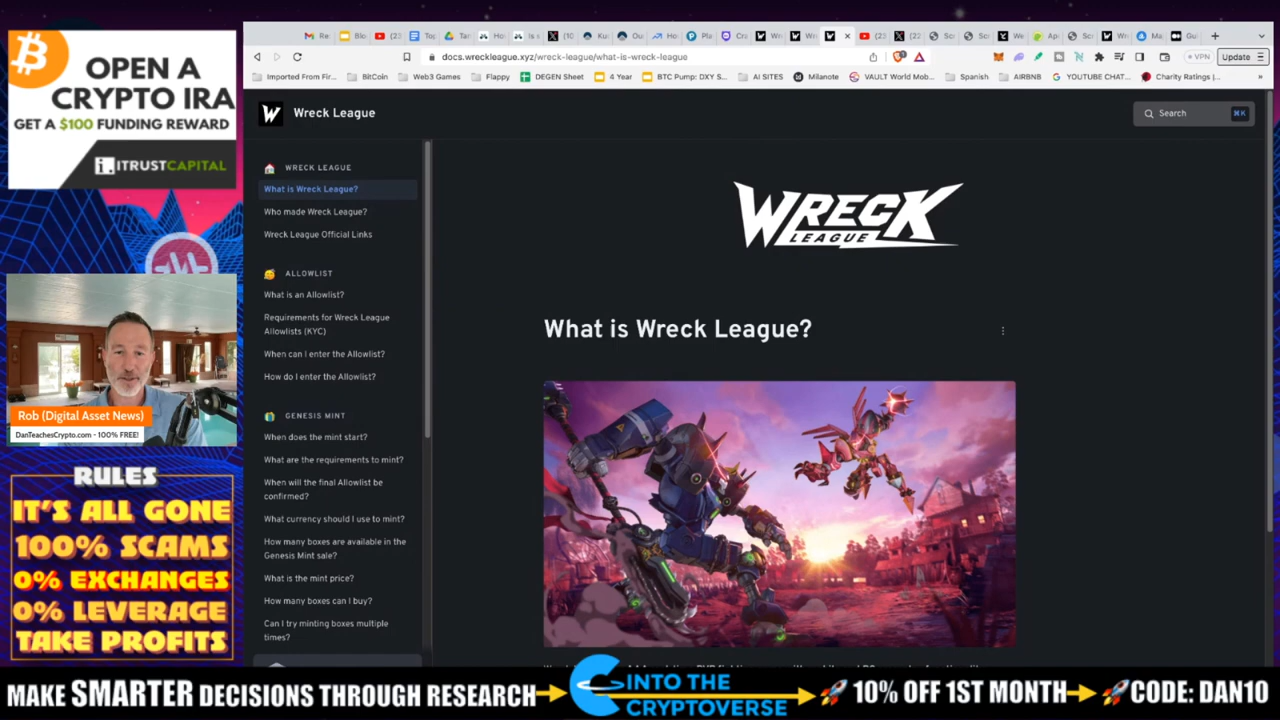 OPEN A
CRYPTO IRA
GET A $100 FUNDING REWARD
i. iTRUSTCAPITAL
Rob (Digital Asset News)
DanTeachesCrypto.com - 100% FREE!
RULES
IT'S ALL GONE
100% SCAMS
0% EXCHANGES
0% LEVERAGE
TAKE PROFITS
docs.wreckleague.xyz/wreck-league/what-is-wreck-league
VPN
Update
Imported From Fir...
BitCoin
Web3 Games
Flappy
DEGEN Sheet
4 Year
BTC Pump: DXY S...
AI SITES
Milanote
VAULT World Mob...
Spanish
AIRBNB
YOUTUBE CHAT...
Charity Ratings |...
Wreck League
Search
⌘K
WRECK LEAGUE
What is Wreck League?
Who made Wreck League?
Wreck League Official Links
ALLOWLIST
What is an Allowlist?
Requirements for Wreck League
Allowlists (KYC)
When can I enter the Allowlist?
How do I enter the Allowlist?
GENESIS MINT
When does the mint start?
What are the requirements to mint?
When will the final Allowlist be
confirmed?
What currency should I use to mint?
How many boxes are available in the
Genesis Mint sale?
What is the mint price?
How many boxes can I buy?
Can I try minting boxes multiple
times?
WRECK
LEAGUE
What is Wreck League?
MAKE SMARTER DECISIONS THROUGH RESEARCH
INTO THE
CRYPTOVERSE
10% OFF 1ST MONTH
CODE: DAN10